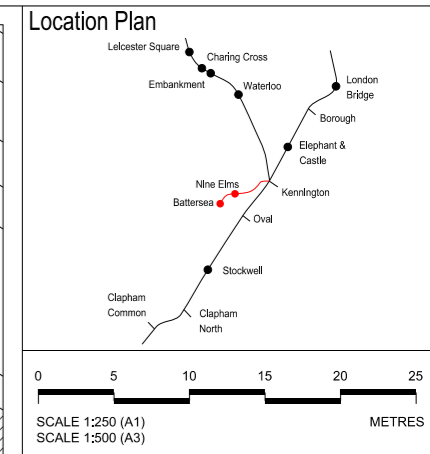 Location Plan
Leicester Square
Charing Cross
Embankment
Waterloo
London
Bridge
Borough
Elephant &
Castle
Nine Elms
Kennington
Battersea
Oval
Stockwell
Clapham
Common
Clapham
North
0 5 10 15 20 25
SCALE 1:250 (A1) METRES
SCALE 1:500 (A3)